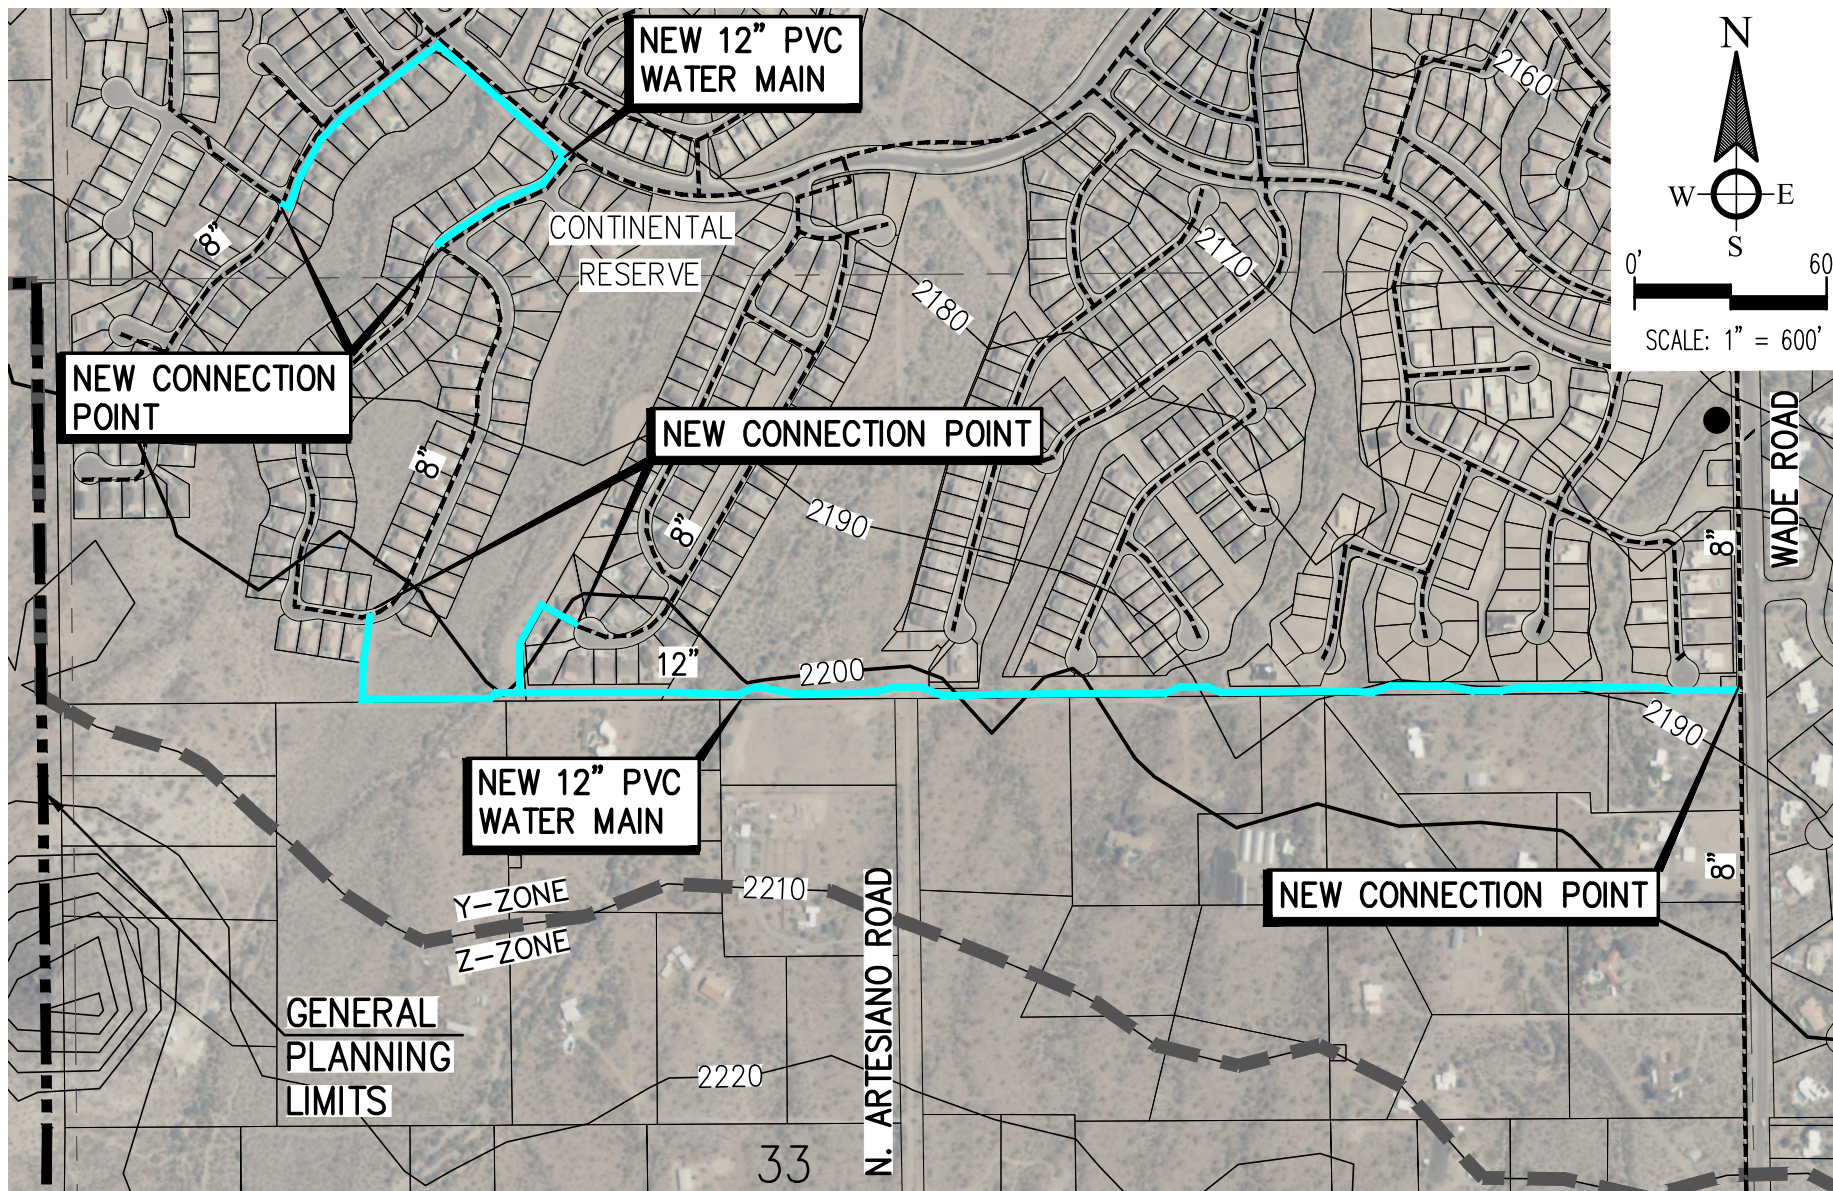 NEW 12" PVC
WATER MAIN
2160
N
W
E
S
0'
60
SCALE: 1" = 600'
8"
CONTINENTAL
RESERVE
2170
2180
NEW CONNECTION
POINT
NEW CONNECTION POINT
WADE ROAD
8"
8"
2190
8"
12"
2200
2190
NEW 12" PVC
WATER MAIN
8"
NEW CONNECTION POINT
Y-ZONE
2210
Z-ZONE
N. ARTESIANO ROAD
GENERAL
PLANNING
LIMITS
2220
33